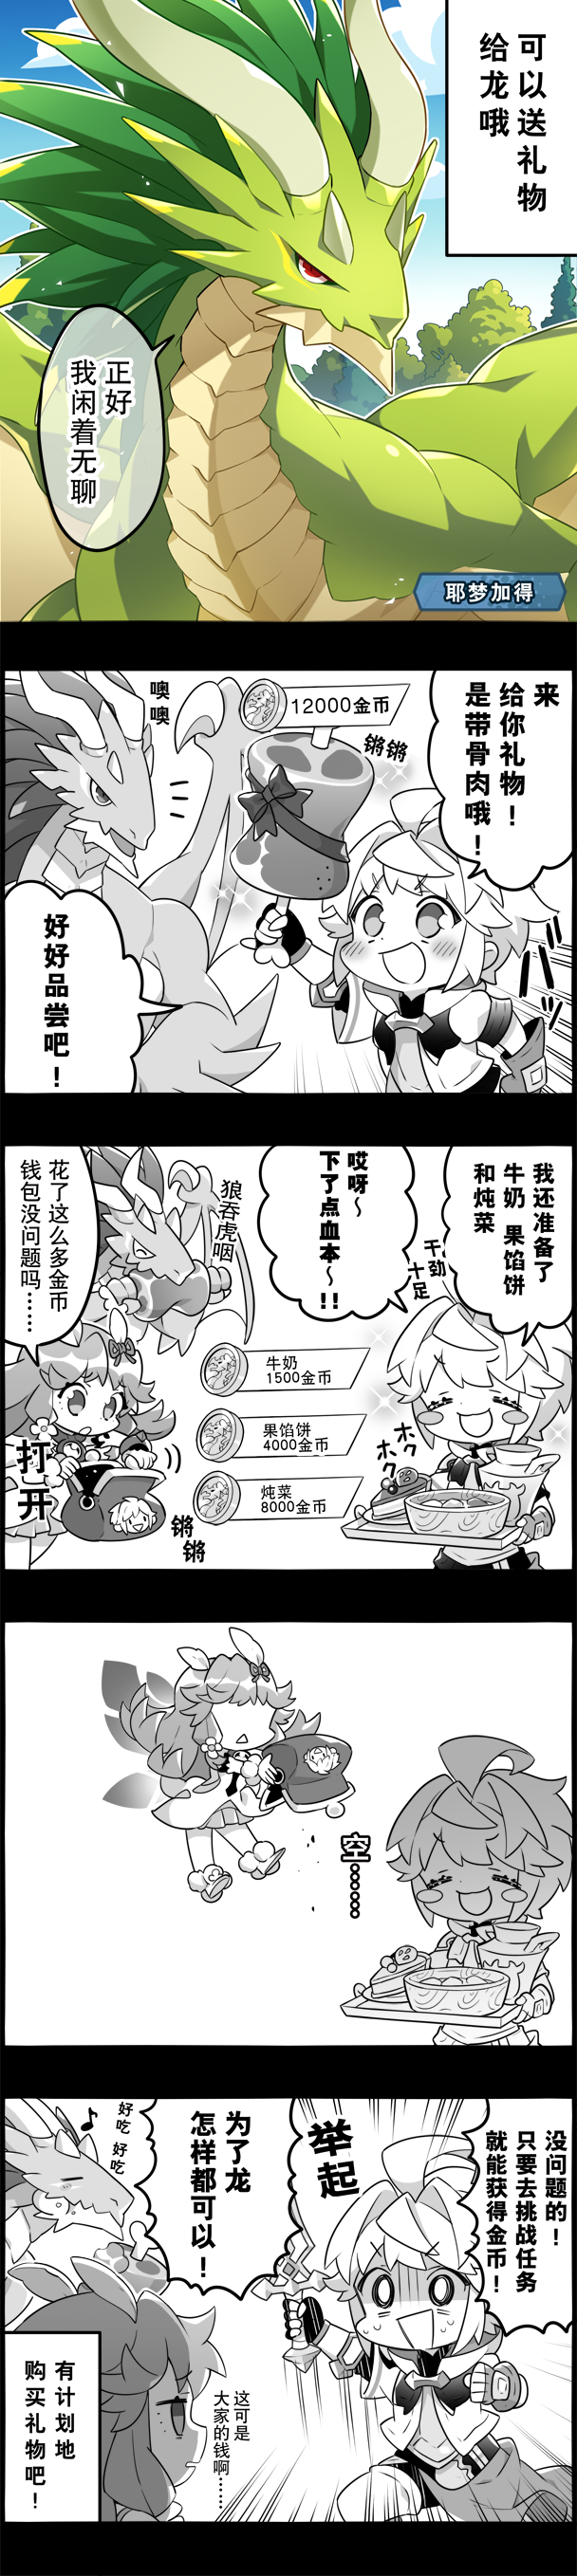 可以送礼物
给龙哦
正好
我闲着无聊
耶梦加得
来
给你礼物！
是带骨肉哦！
12000金币
锵锵
噢噢
好好品尝吧！
我还准备了
牛奶 果馅饼
和炖菜
干劲
十足
哎呀～
下了点血本～!!
狼吞虎咽
花了这么多金币
钱包没问题吗……
牛奶
1500金币
果馅饼
4000金币
炖菜
8000金币
ホク
ホク
打开
锵锵
空……
没问题的！
只要去挑战任务
就能获得金币！
举起
为了龙
怎样都可以！
好吃
好吃
这可是
大家的钱啊……
有计划地
购买礼物吧！